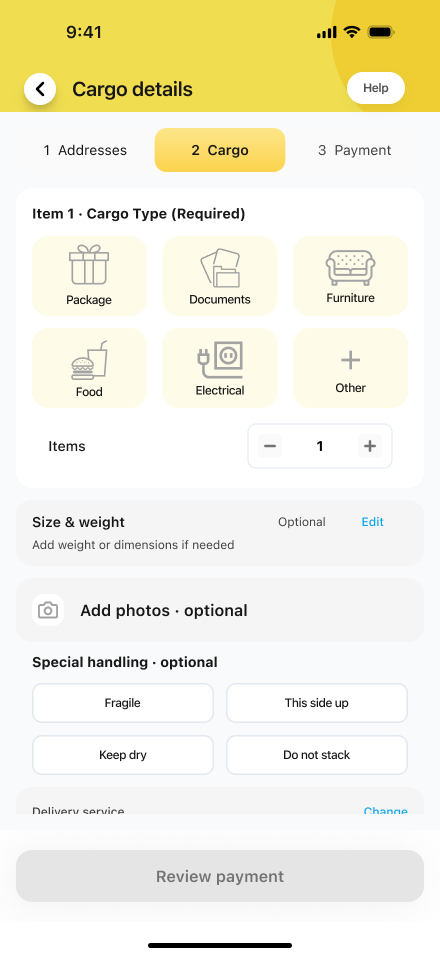 9:41
Cargo details
Help
1 Addresses
2 Cargo
3 Payment
Item 1 · Cargo Type (Required)
Package
Documents
Furniture
Food
Electrical
Other
Items
1
Size & weight
Optional
Edit
Add weight or dimensions if needed
Add photos · optional
Special handling · optional
Fragile
This side up
Keep dry
Do not stack
Delivery service
Change
Review payment